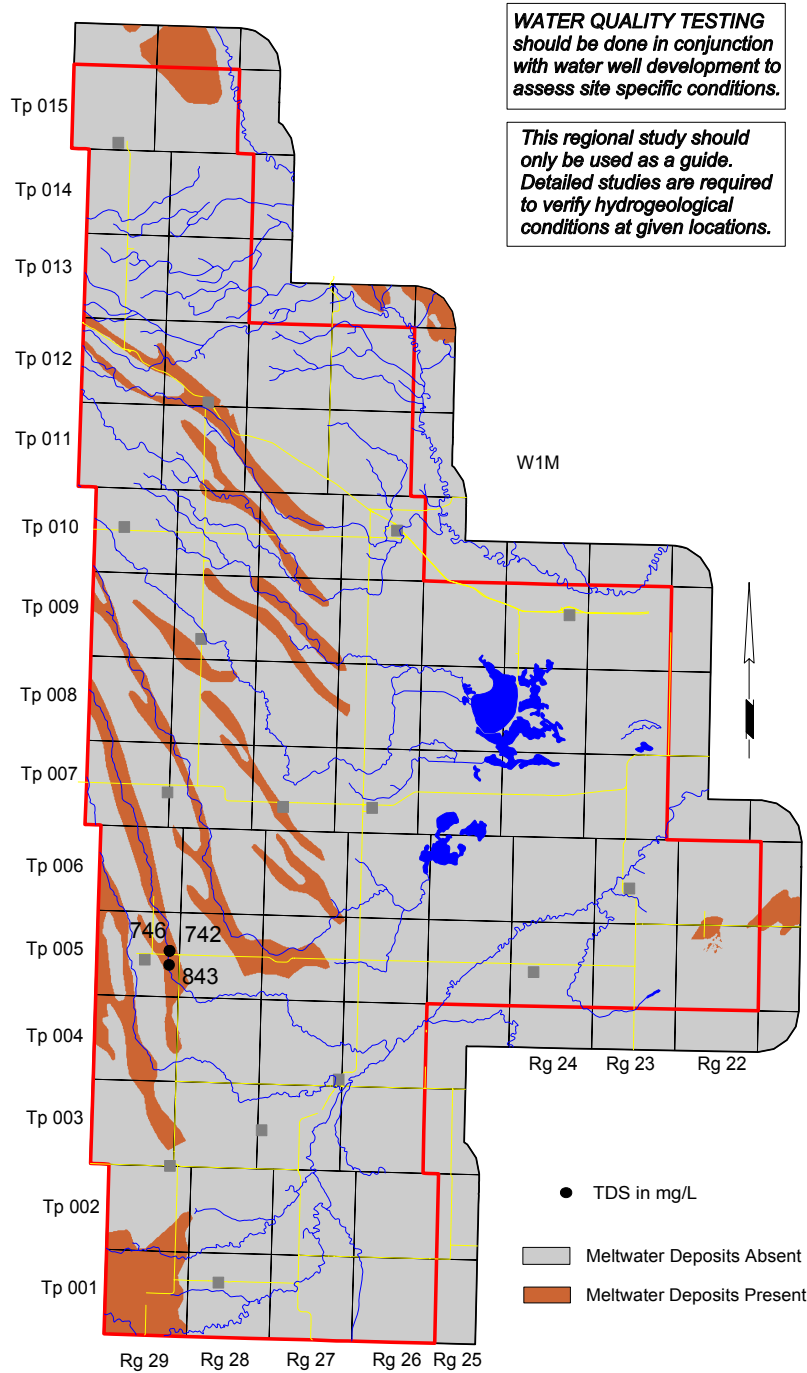 WATER QUALITY TESTING
should be done in conjunction
with water well development to
assess site specific conditions.
This regional study should
only be used as a guide.
Detailed studies are required
to verify hydrogeological
conditions at given locations.
Tp 015
Tp 014
Tp 013
Tp 012
Tp 011
W1M
Tp 010
Tp 009
Tp 008
Tp 007
Tp 006
Tp 005
746
742
843
Tp 004
Rg 24
Rg 23
Rg 22
Tp 003
Tp 002
Tp 001
TDS in mg/L
Meltwater Deposits Absent
Meltwater Deposits Present
Rg 29
Rg 28
Rg 27
Rg 26
Rg 25